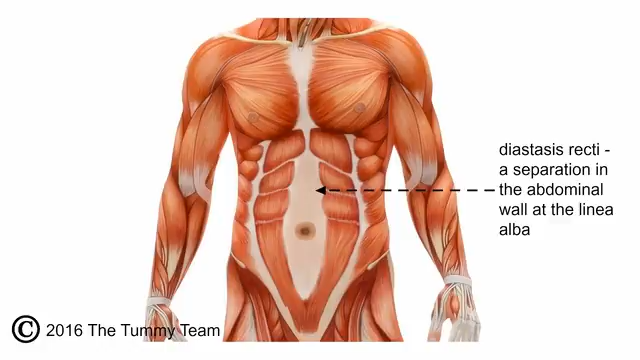 diastasis recti -
a separation in
the abdominal
wall at the linea
alba
© 2016 The Tummy Team